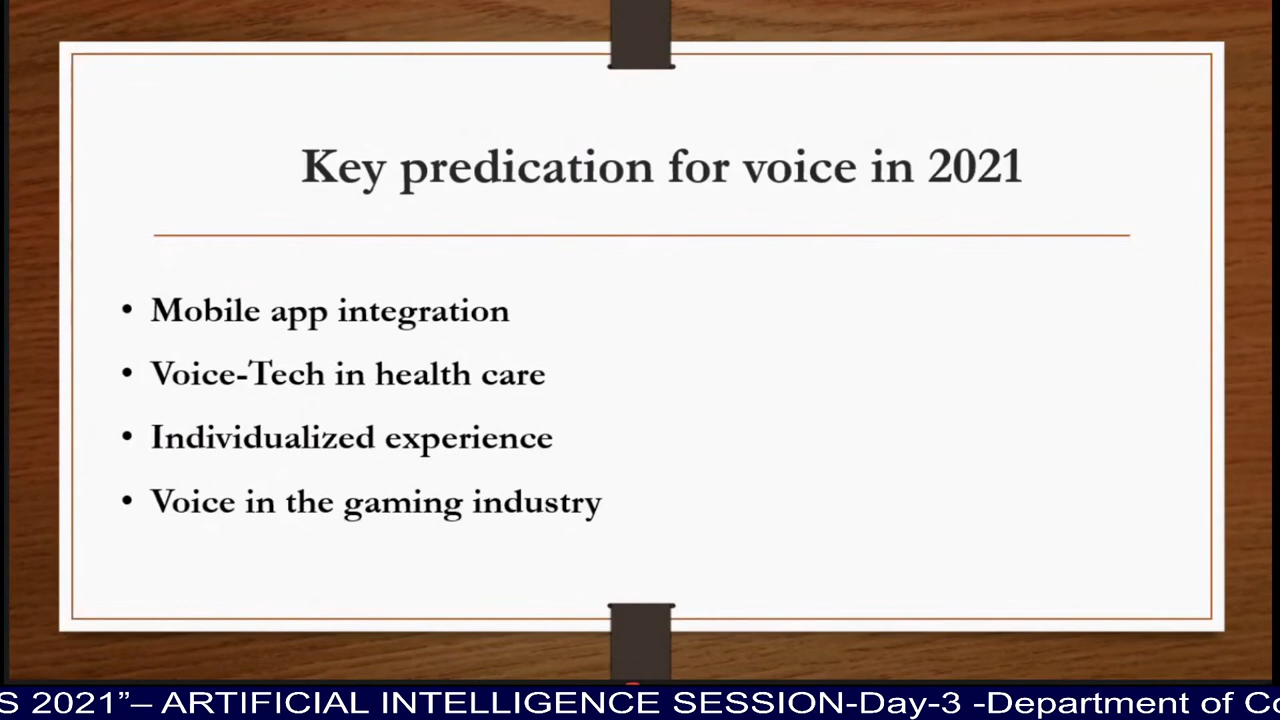 Key predication for voice in 2021
• Mobile app integration
• Voice-Tech in health care
• Individualized experience
• Voice in the gaming industry
S 2021”– ARTIFICIAL INTELLIGENCE SESSION-Day-3 -Department of Co